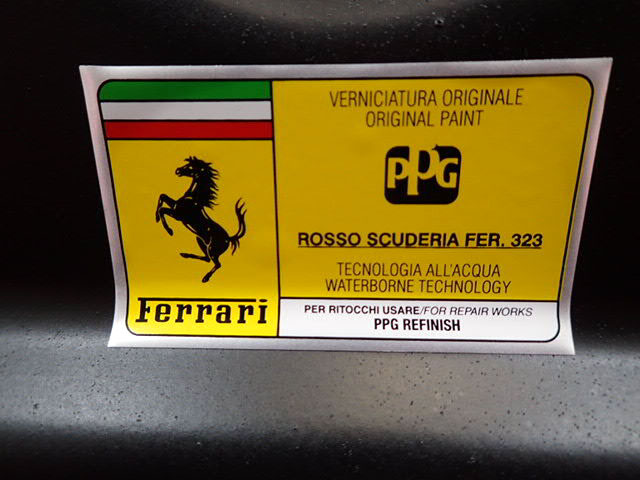 VERNICIATURA ORIGINALE
ORIGINAL PAINT
PPG
ROSSO SCUDERIA FER. 323
TECNOLOGIA ALL'ACQUA
WATERBORNE TECHNOLOGY
Ferrari
PER RITOCCHI USARE/FOR REPAIR WORKS
PPG REFINISH